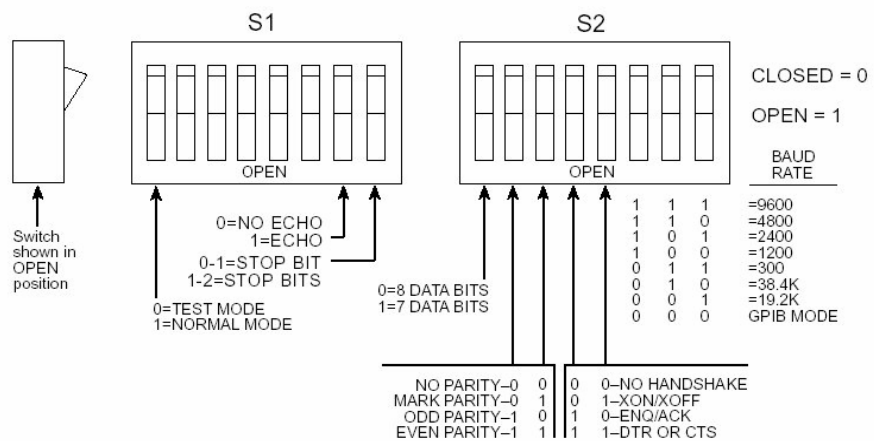 S1
S2
CLOSED = 0
OPEN = 1
OPEN
OPEN
BAUD
RATE
Switch
shown in
OPEN
position
0=NO ECHO
1=ECHO
0-1=STOP BIT
1-2=STOP BITS
0=TEST MODE
1=NORMAL MODE
0=8 DATA BITS
1=7 DATA BITS
1 1 1 =9600
1 1 0 =4800
1 0 1 =2400
1 0 0 =1200
0 1 1 =300
0 1 0 =38.4K
0 0 1 =19.2K
0 0 0 GPIB MODE
NO PARITY–0 0 0 0–NO HANDSHAKE
MARK PARITY–0 1 0 1–XON/XOFF
ODD PARITY–1 0 1 0–ENQ/ACK
EVEN PARITY–1 1 1 1–DTR OR CTS